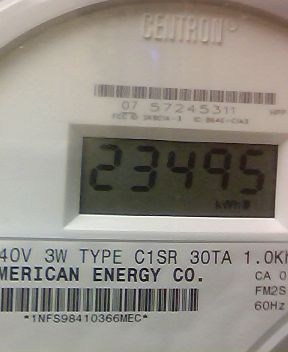 CENTRON®
07 57245311
23495
kWh
40V 3W TYPE C1SR 30TA 1.0Kh
MERICAN ENERGY CO.
CA 0
FM2S
60Hz
*1NFS98410366MEC*